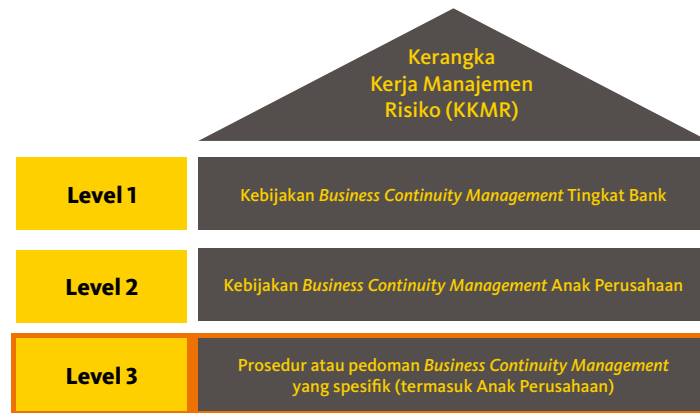 Kerangka
Kerja Manajemen
Risiko (KKMR)
Level 1
Kebijakan Business Continuity Management Tingkat Bank
Level 2
Kebijakan Business Continuity Management Anak Perusahaan
Level 3
Prosedur atau pedoman Business Continuity Management
yang spesifik (termasuk Anak Perusahaan)